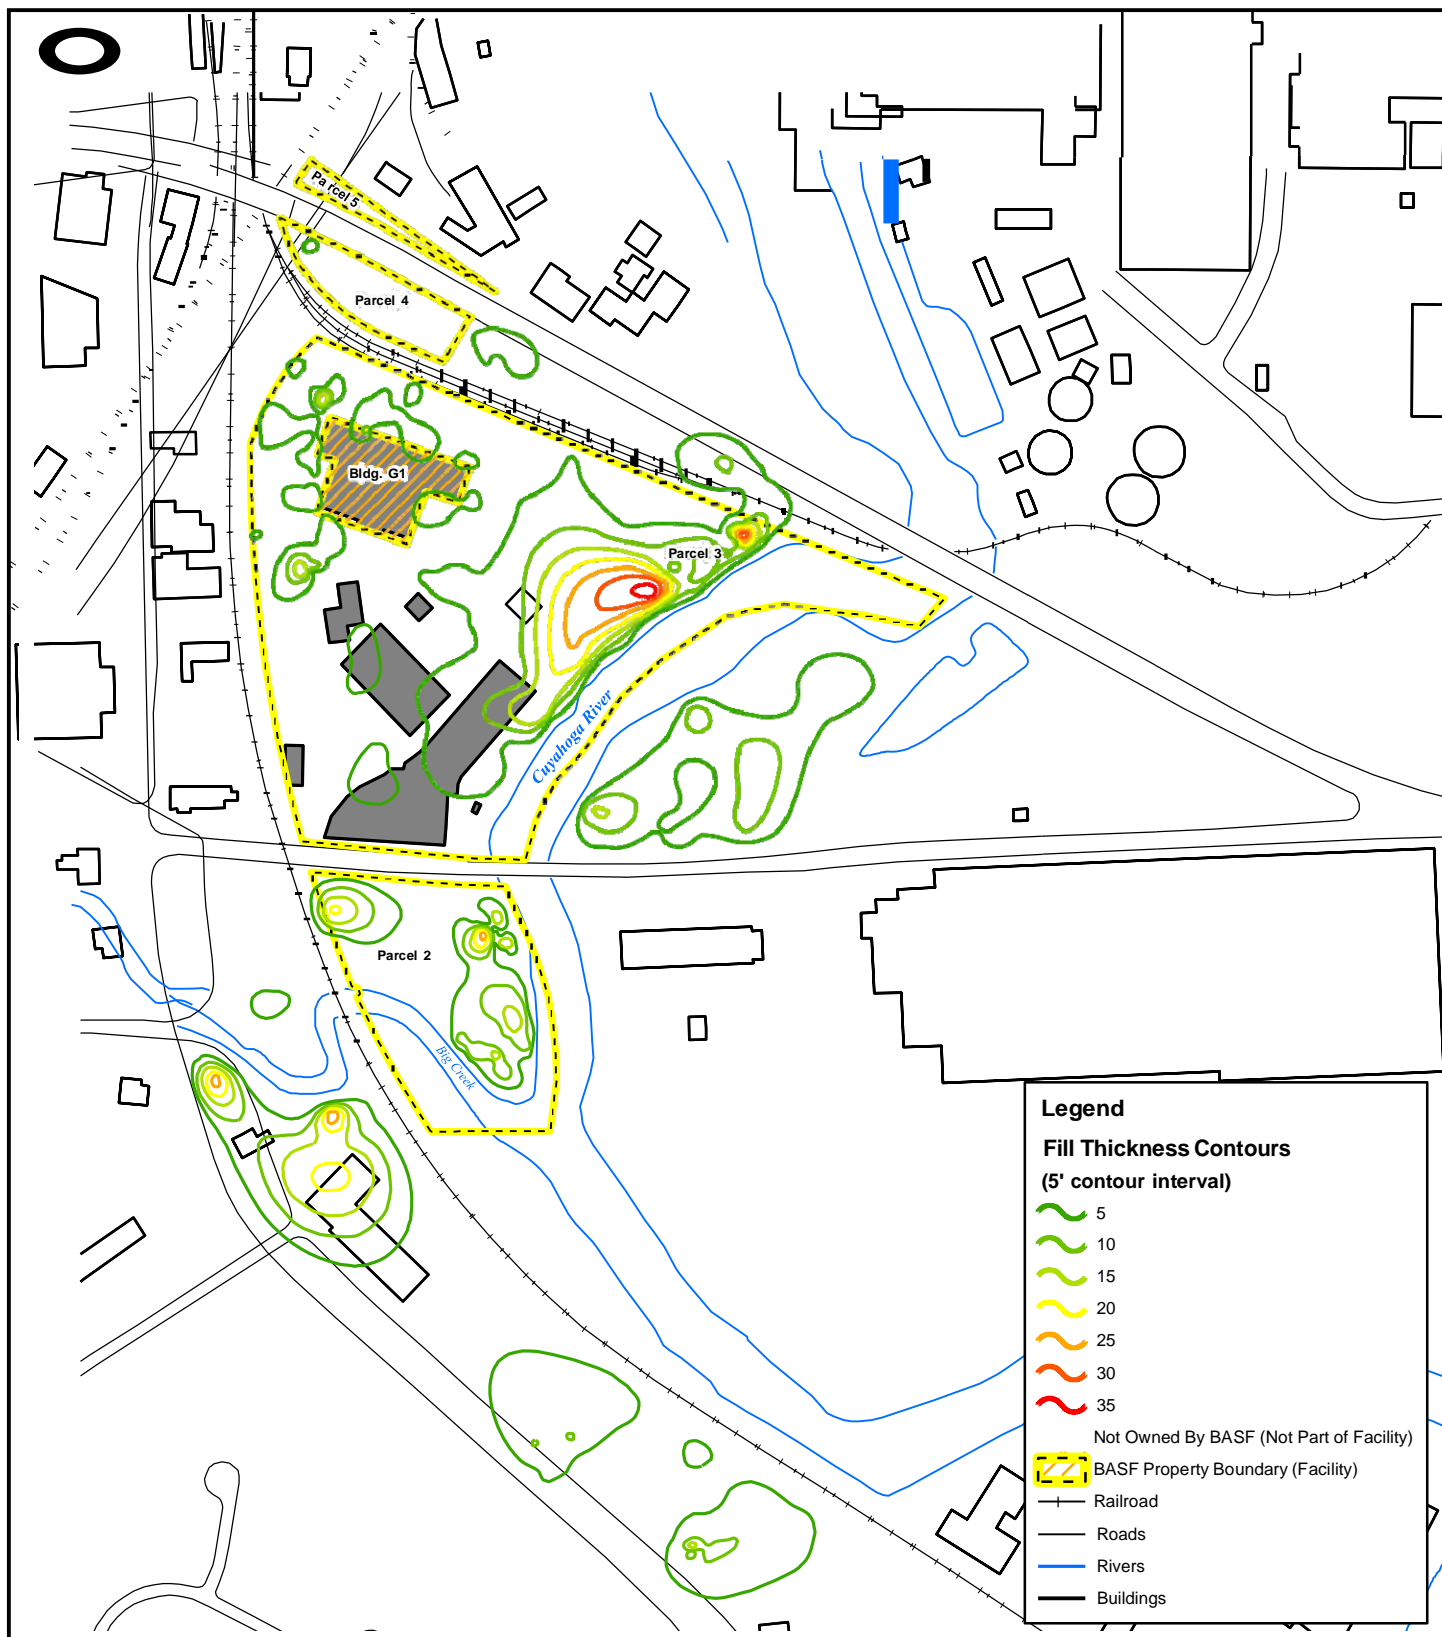 Parcel 5
Parcel 4
Bldg. G1
Parcel 3
Cuyahoga River
Parcel 2
Big Creek
Legend
Fill Thickness Contours
(5' contour interval)
5
10
15
20
25
30
35
Not Owned By BASF (Not Part of Facility)
BASF Property Boundary (Facility)
Railroad
Roads
Rivers
Buildings